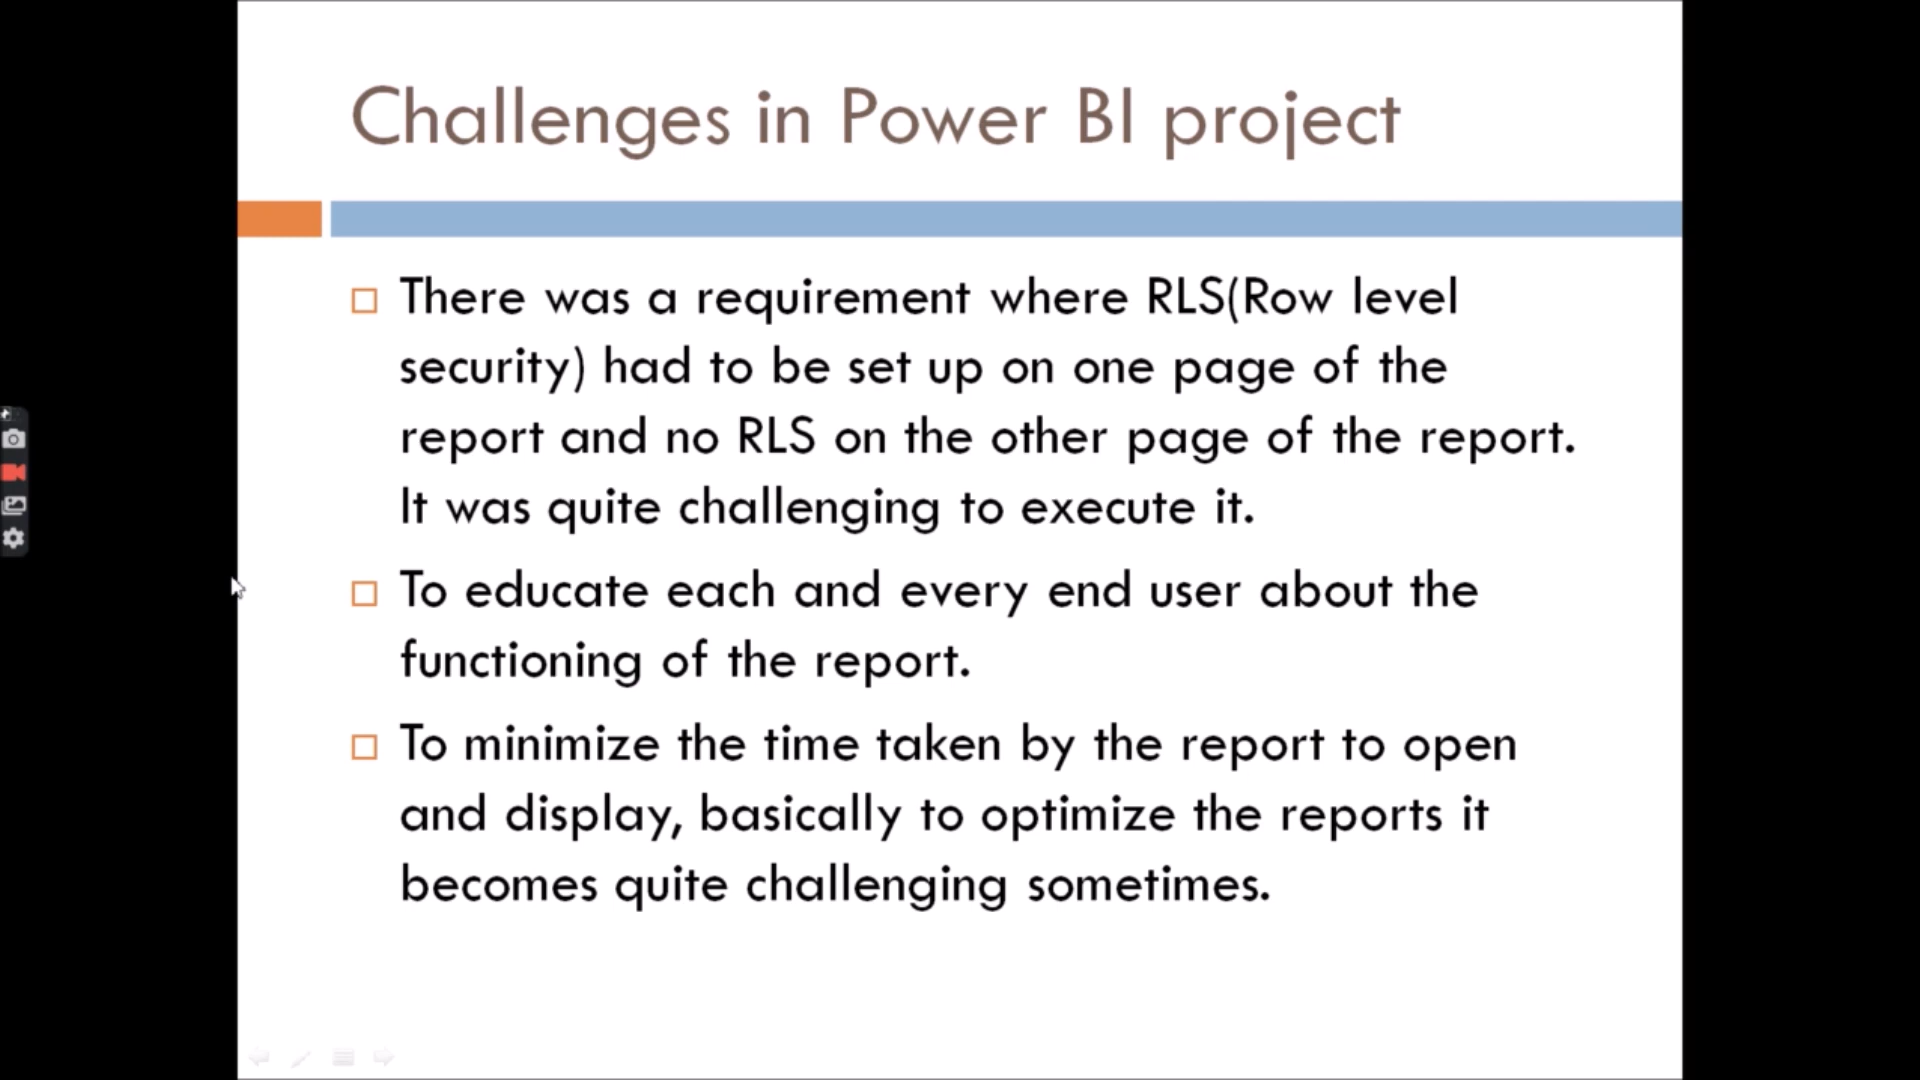 Challenges in Power BI project
There was a requirement where RLS(Row level
security) had to be set up on one page of the
report and no RLS on the other page of the report.
It was quite challenging to execute it.
To educate each and every end user about the
functioning of the report.
To minimize the time taken by the report to open
and display, basically to optimize the reports it
becomes quite challenging sometimes.